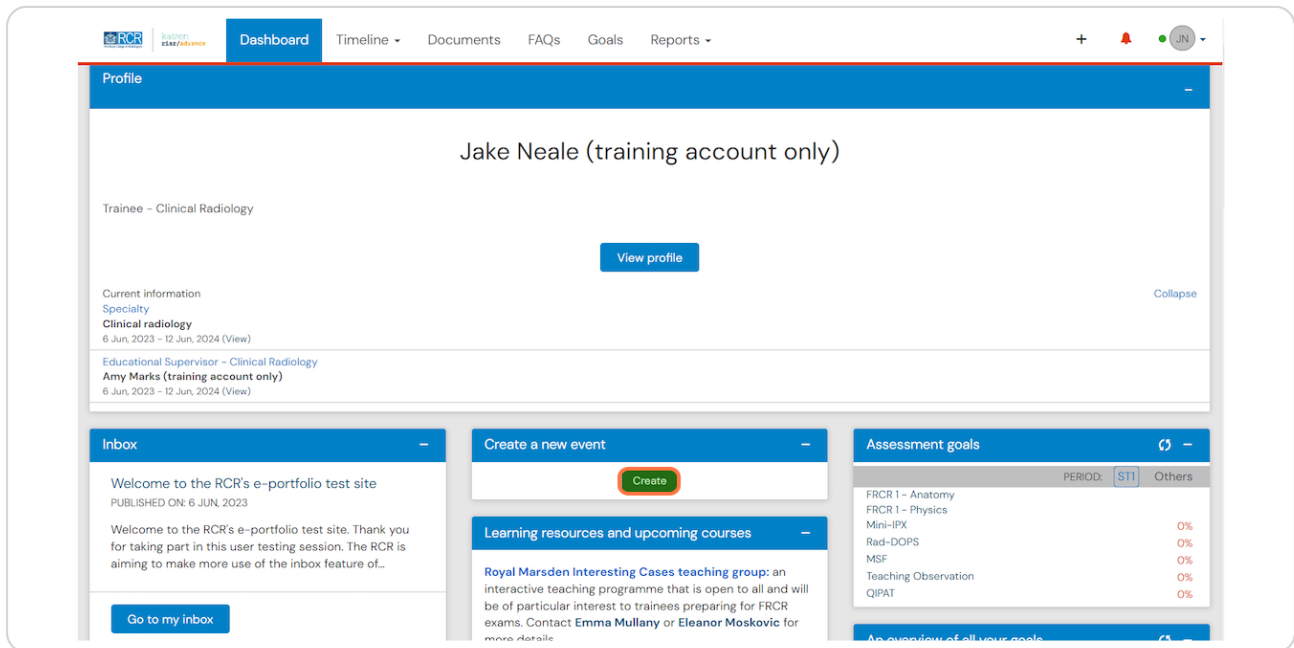 RCR
kaizen
rise/advance
Dashboard
Timeline
Documents
FAQs
Goals
Reports
+
JN
Profile
Jake Neale (training account only)
Trainee - Clinical Radiology
View profile
Current information
Collapse
Specialty
Clinical radiology
6 Jun, 2023 - 12 Jun, 2024 (View)
Educational Supervisor - Clinical Radiology
Amy Marks (training account only)
6 Jun, 2023 - 12 Jun, 2024 (View)
Inbox
Welcome to the RCR's e-portfolio test site
PUBLISHED ON: 6 JUN, 2023
Welcome to the RCR's e-portfolio test site. Thank you
for taking part in this user testing session. The RCR is
aiming to make more use of the inbox feature of...
Go to my inbox
Create a new event
Create
Learning resources and upcoming courses
Royal Marsden Interesting Cases teaching group: an
interactive teaching programme that is open to all and will
be of particular interest to trainees preparing for FRCR
exams. Contact Emma Mullany or Eleanor Moskovic for
more details
Assessment goals
PERIOD: ST1 Others
FRCR 1 - Anatomy
FRCR 1 - Physics
Mini-IPX 0%
Rad-DOPS 0%
MSF 0%
Teaching Observation 0%
QIPAT 0%
An overview of all your goals